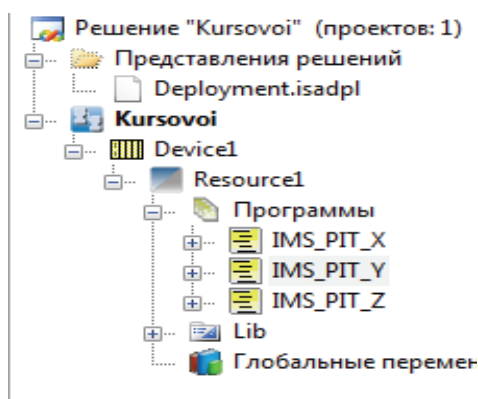 Решение "Kursovoi" (проектов: 1)
Представления решений
Deployment.isadpl
Kursovoi
Device1
Resource1
Программы
IMS_PIT_X
IMS_PIT_Y
IMS_PIT_Z
Lib
Глобальные перемен